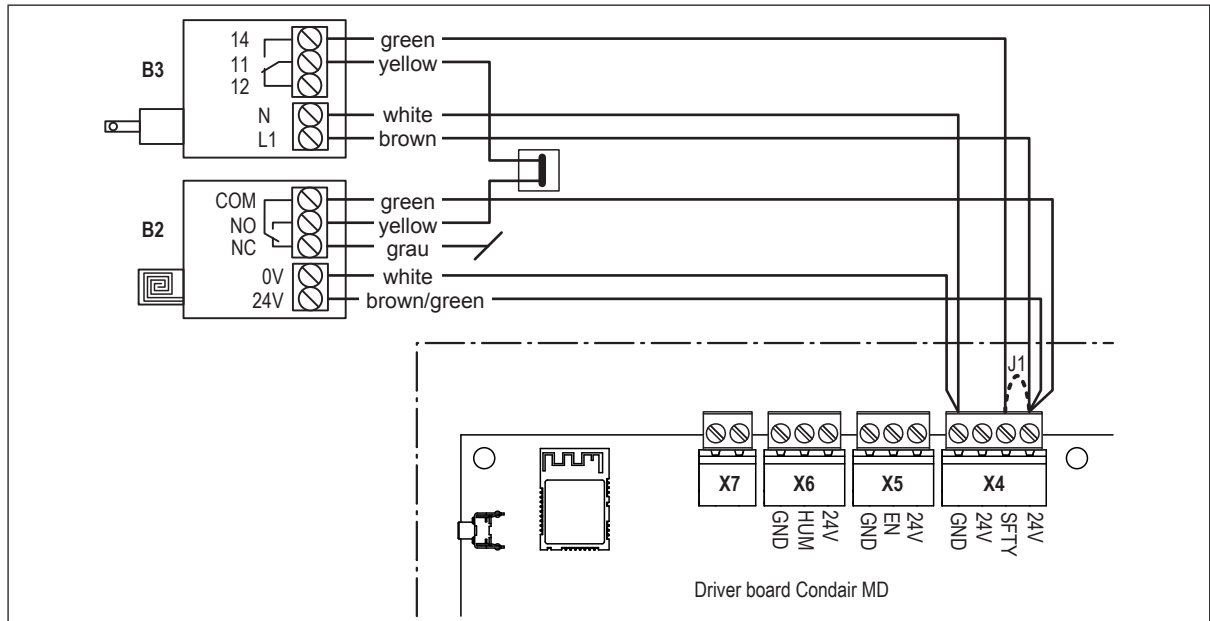 14 green
B3 11 yellow
12
N white
L1 brown
COM green
B2 NO yellow
NC grau
0V white
24V brown/green
J1
X7 X6 X5 X4
GND HUM 24V GND EN 24V GND 24V SFTY 24V
Driver board Condair MD